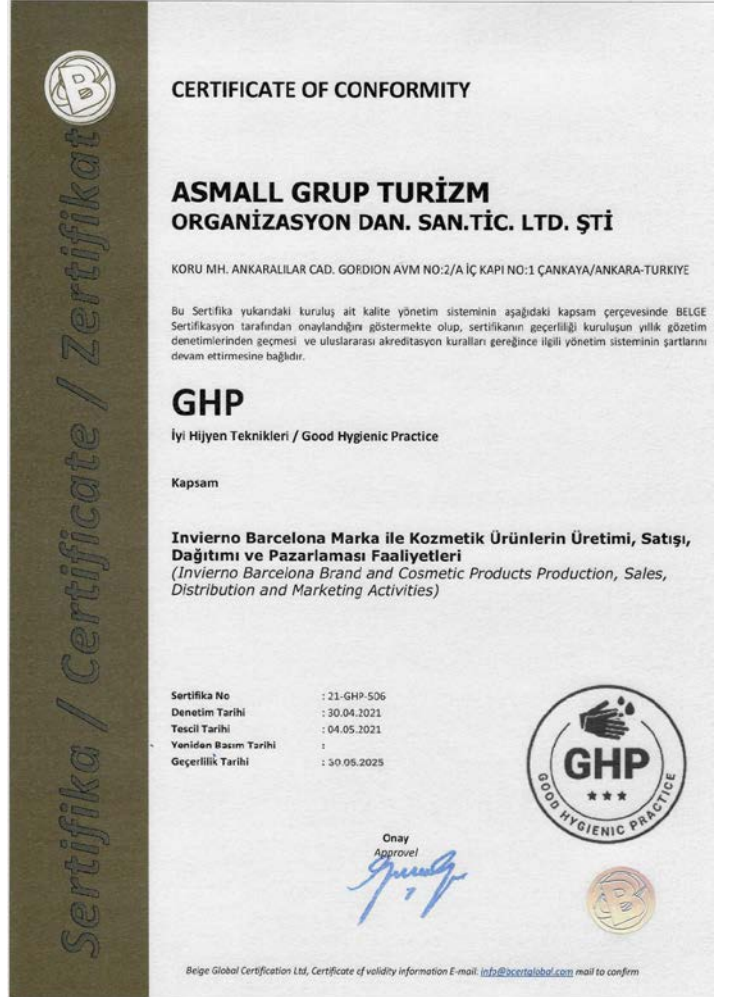 Sertifika / Certificate / Zertifikat
B
CERTIFICATE OF CONFORMITY
ASMALL GRUP TURİZM
ORGANİZASYON DAN. SAN.TİC. LTD. ŞTİ
KORU MH. ANKARALILAR CAD. GORDION AVM NO:2/A İÇ KAPI NO:1 ÇANKAYA/ANKARA-TURKIYE
Bu Sertifika yukarıdaki kuruluş ait kalite yönetim sisteminin aşağıdaki kapsam çerçevesinde BELGE
Sertifikasyon tarafından onaylandığını göstermekte olup, sertifikanın geçerliliği kuruluşun yıllık gözetim
denetimlerinden geçmesi ve uluslararası akreditasyon kuralları gereğince ilgili yönetim sisteminin şartlarını
devam ettirmesine bağlıdır.
GHP
İyi Hijyen Teknikleri / Good Hygienic Practice
Kapsam
Invierno Barcelona Marka ile Kozmetik Ürünlerin Üretimi, Satışı,
Dağıtımı ve Pazarlaması Faaliyetleri
(Invierno Barcelona Brand and Cosmetic Products Production, Sales,
Distribution and Marketing Activities)
Sertifika No : 21-GHP-506
Denetim Tarihi : 30.04.2021
Tescil Tarihi : 04.05.2021
Yeniden Basım Tarihi :
Geçerlilik Tarihi : 30.05.2025
GHP
GOOD HYGIENIC PRACTICE
Onay
Approvel
B
Belge Global Certification Ltd, Certificate of validity information E-mail: info@bcertglobal.com mail to confirm